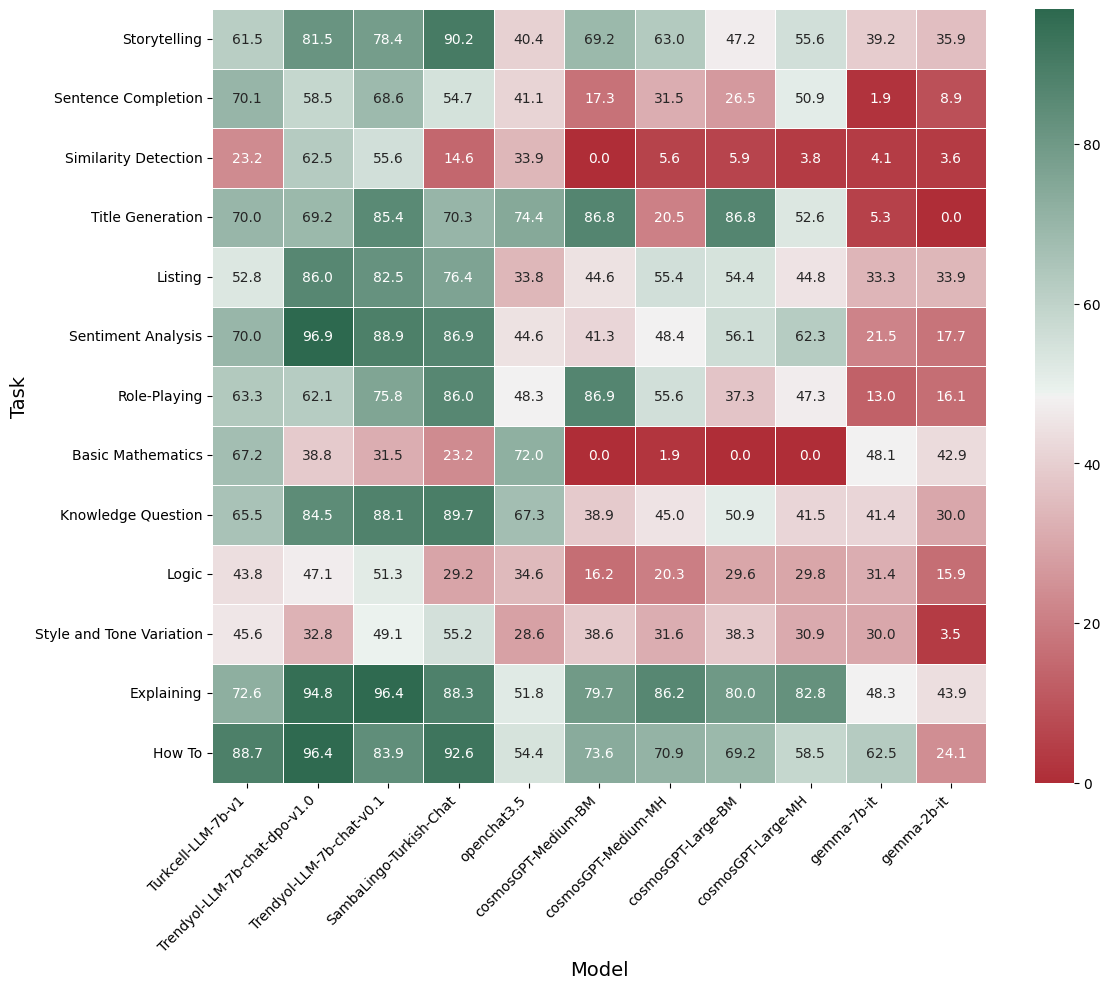 Storytelling 61.5 81.5 78.4 90.2 40.4 69.2 63.0 47.2 55.6 39.2 35.9
Sentence Completion 70.1 58.5 68.6 54.7 41.1 17.3 31.5 26.5 50.9 1.9 8.9
Similarity Detection 23.2 62.5 55.6 14.6 33.9 0.0 5.6 5.9 3.8 4.1 3.6
Title Generation 70.0 69.2 85.4 70.3 74.4 86.8 20.5 86.8 52.6 5.3 0.0
Listing 52.8 86.0 82.5 76.4 33.8 44.6 55.4 54.4 44.8 33.3 33.9
Sentiment Analysis 70.0 96.9 88.9 86.9 44.6 41.3 48.4 56.1 62.3 21.5 17.7
Role-Playing 63.3 62.1 75.8 86.0 48.3 86.9 55.6 37.3 47.3 13.0 16.1
Basic Mathematics 67.2 38.8 31.5 23.2 72.0 0.0 1.9 0.0 0.0 48.1 42.9
Knowledge Question 65.5 84.5 88.1 89.7 67.3 38.9 45.0 50.9 41.5 41.4 30.0
Logic 43.8 47.1 51.3 29.2 34.6 16.2 20.3 29.6 29.8 31.4 15.9
Style and Tone Variation 45.6 32.8 49.1 55.2 28.6 38.6 31.6 38.3 30.9 30.0 3.5
Explaining 72.6 94.8 96.4 88.3 51.8 79.7 86.2 80.0 82.8 48.3 43.9
How To 88.7 96.4 83.9 92.6 54.4 73.6 70.9 69.2 58.5 62.5 24.1
Task
Turkcell-LLM-7b-v1
Trendyol-LLM-7b-chat-dpo-v1.0
Trendyol-LLM-7b-chat-v0.1
SambaLingo-Turkish-Chat
openchat3.5
cosmosGPT-Medium-BM
cosmosGPT-Medium-MH
cosmosGPT-Large-BM
cosmosGPT-Large-MH
gemma-7b-it
gemma-2b-it
Model
80
60
40
20
0